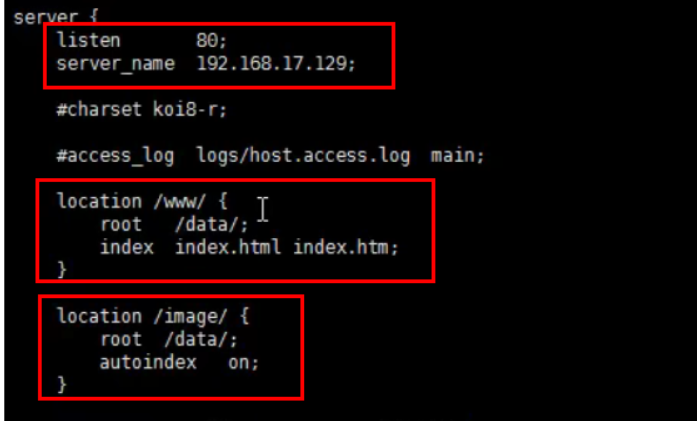 server {
listen 80;
server_name 192.168.17.129;
#charset koi8-r;
#access_log logs/host.access.log main;
location /www/ {
root /data/;
index index.html index.htm;
}
location /image/ {
root /data/;
autoindex on;
}